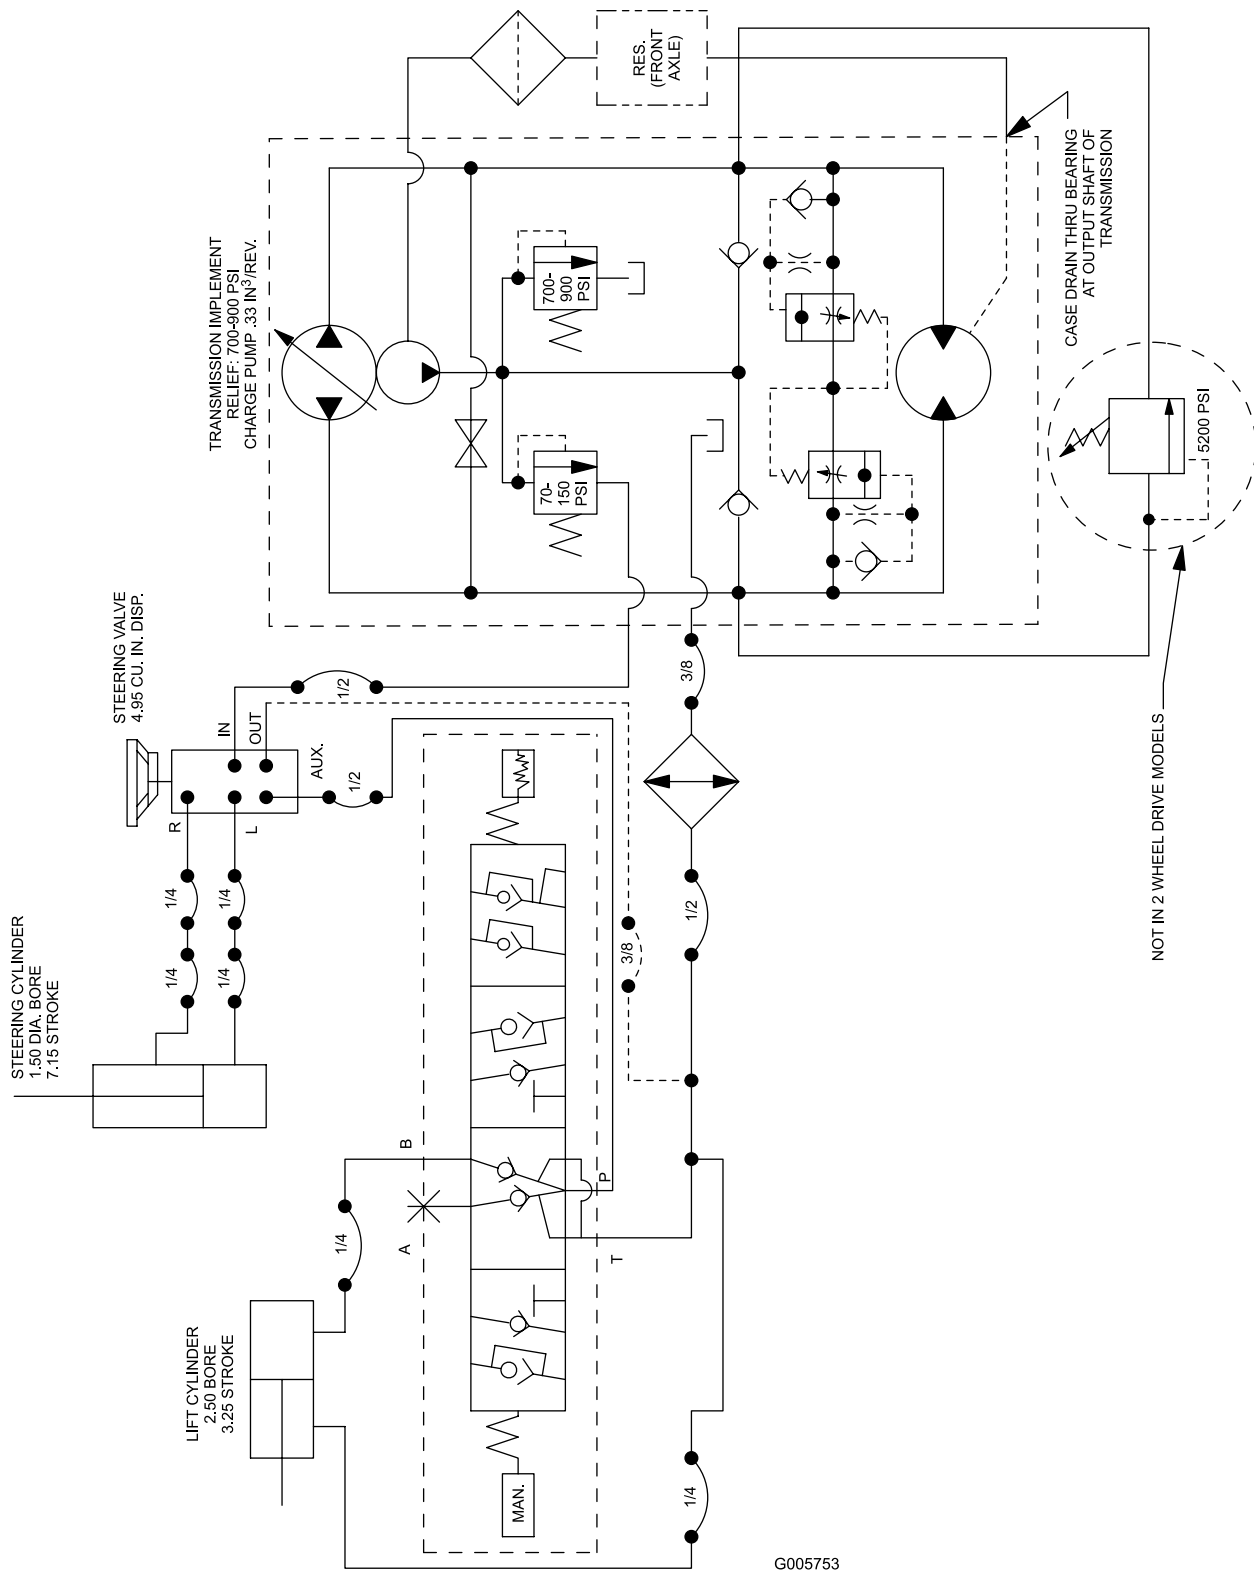 STEERING CYLINDER
1.50 DIA. BORE
7.15 STROKE
STEERING VALVE
4.95 CU. IN. DISP.
TRANSMISSION IMPLEMENT
RELIEF: 700-900 PSI
CHARGE PUMP .33 IN³/REV.
RES.
(FRONT
AXLE)
LIFT CYLINDER
2.50 BORE
3.25 STROKE
1/4
1/4
1/4
1/4
R
L
IN
OUT
AUX.
1/2
1/2
70-
150
PSI
700-
900
PSI
1/4
A
B
MAN.
T
P
3/8
3/8
1/2
1/4
CASE DRAIN THRU BEARING
AT OUTPUT SHAFT OF
TRANSMISSION
5200 PSI
NOT IN 2 WHEEL DRIVE MODELS
G005753